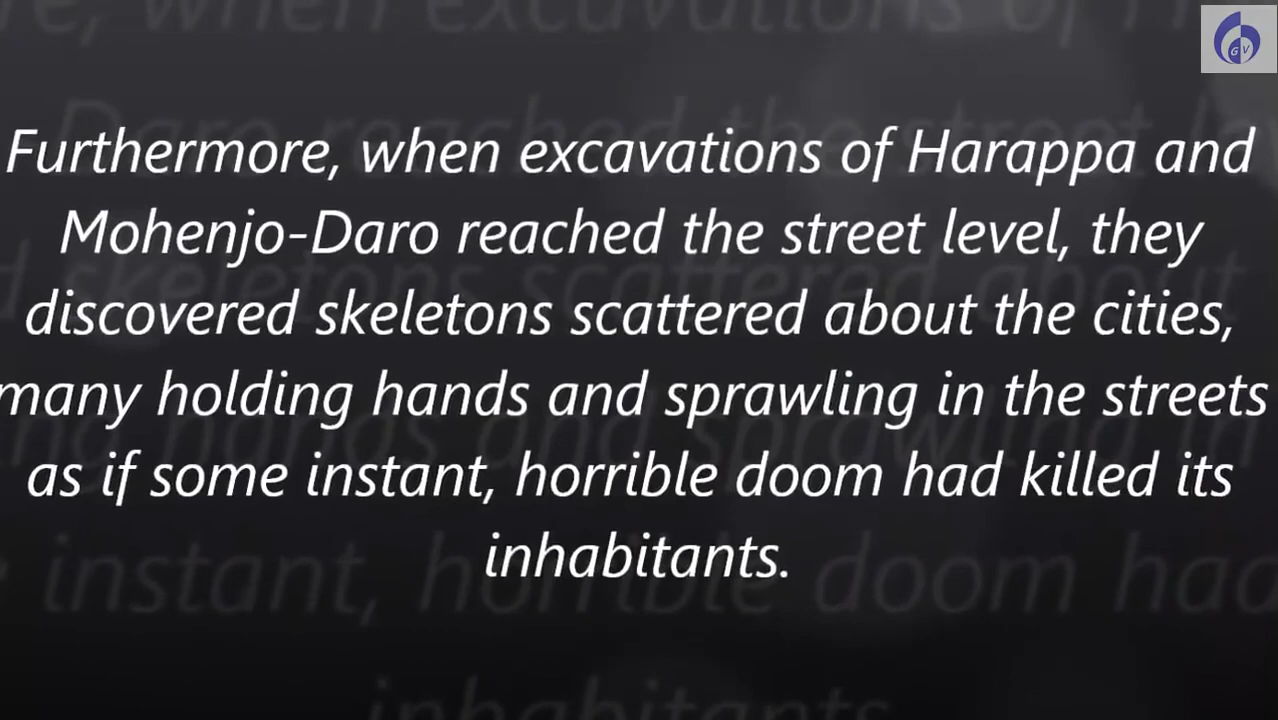 Furthermore, when excavations of Harappa and
Mohenjo-Daro reached the street level, they
discovered skeletons scattered about the cities,
many holding hands and sprawling in the streets
as if some instant, horrible doom had killed its
inhabitants.
GV